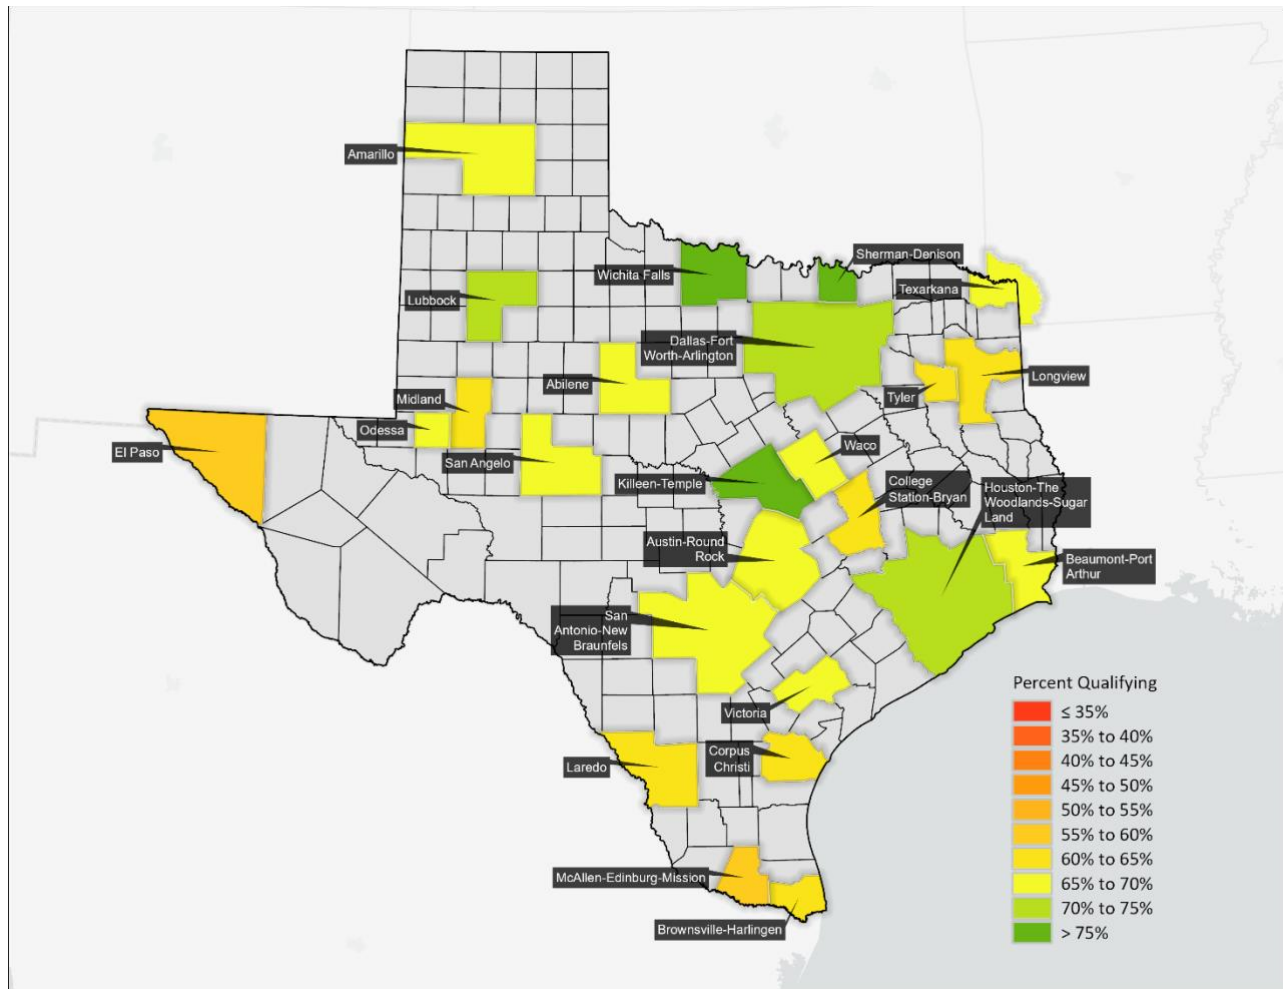 Amarillo
Sherman-Denison
Wichita Falls
Texarkana
Lubbock
Dallas-Fort
Worth-Arlington
Longview
Abilene
Midland
Tyler
Odessa
Waco
El Paso
San Angelo
Killeen-Temple
College
Station-Bryan
Houston-The
Woodlands-Sugar
Land
Austin-Round
Rock
Beaumont-Port
Arthur
San
Antonio-New
Braunfels
Victoria
Corpus
Christi
Laredo
McAllen-Edinburg-Mission
Brownsville-Harlingen
Percent Qualifying
≤ 35%
35% to 40%
40% to 45%
45% to 50%
50% to 55%
55% to 60%
60% to 65%
65% to 70%
70% to 75%
> 75%